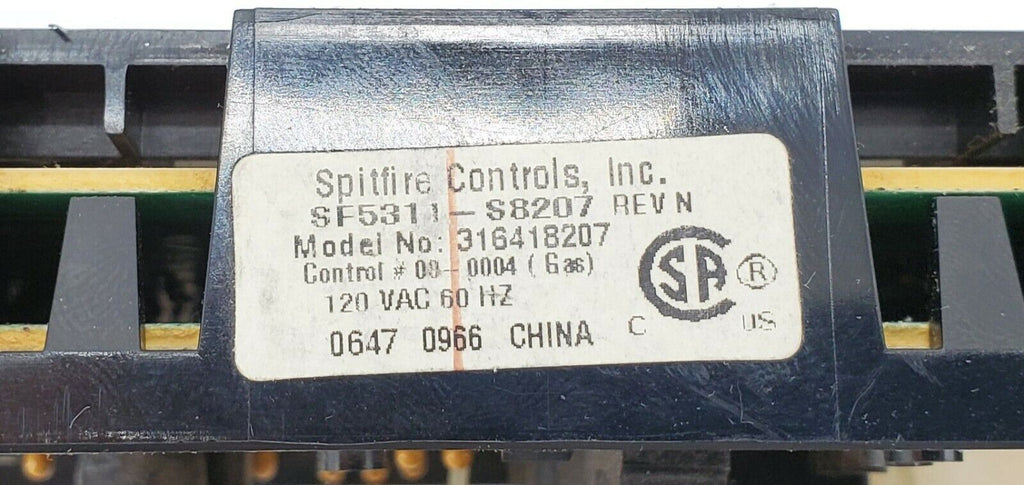 Spitfire Controls, Inc.
SF5311-S8207 REV N
Model No: 316418207
Control # 00-0004 (Gas)
120 VAC 60 HZ
0647 0966 CHINA
C SA ® US